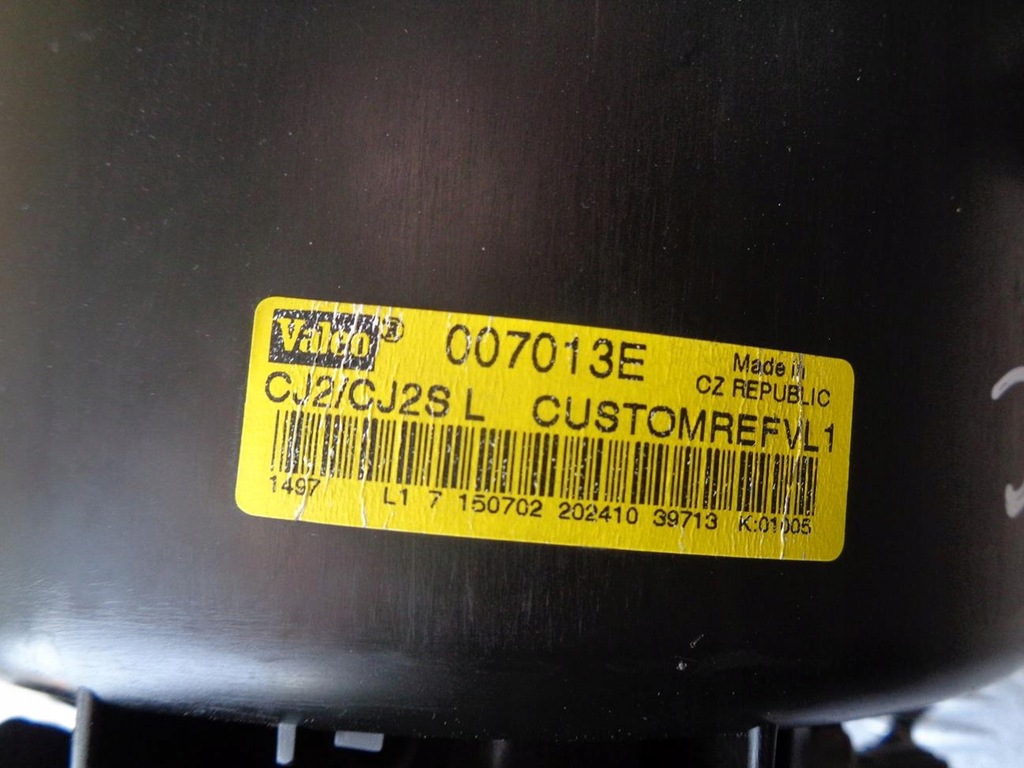 Valeo® 007013E Made in
CZ REPUBLIC
CJ2/CJ2S L CUSTOMREFVL1
1497 L1 7 150702 202410 39713 K:01005